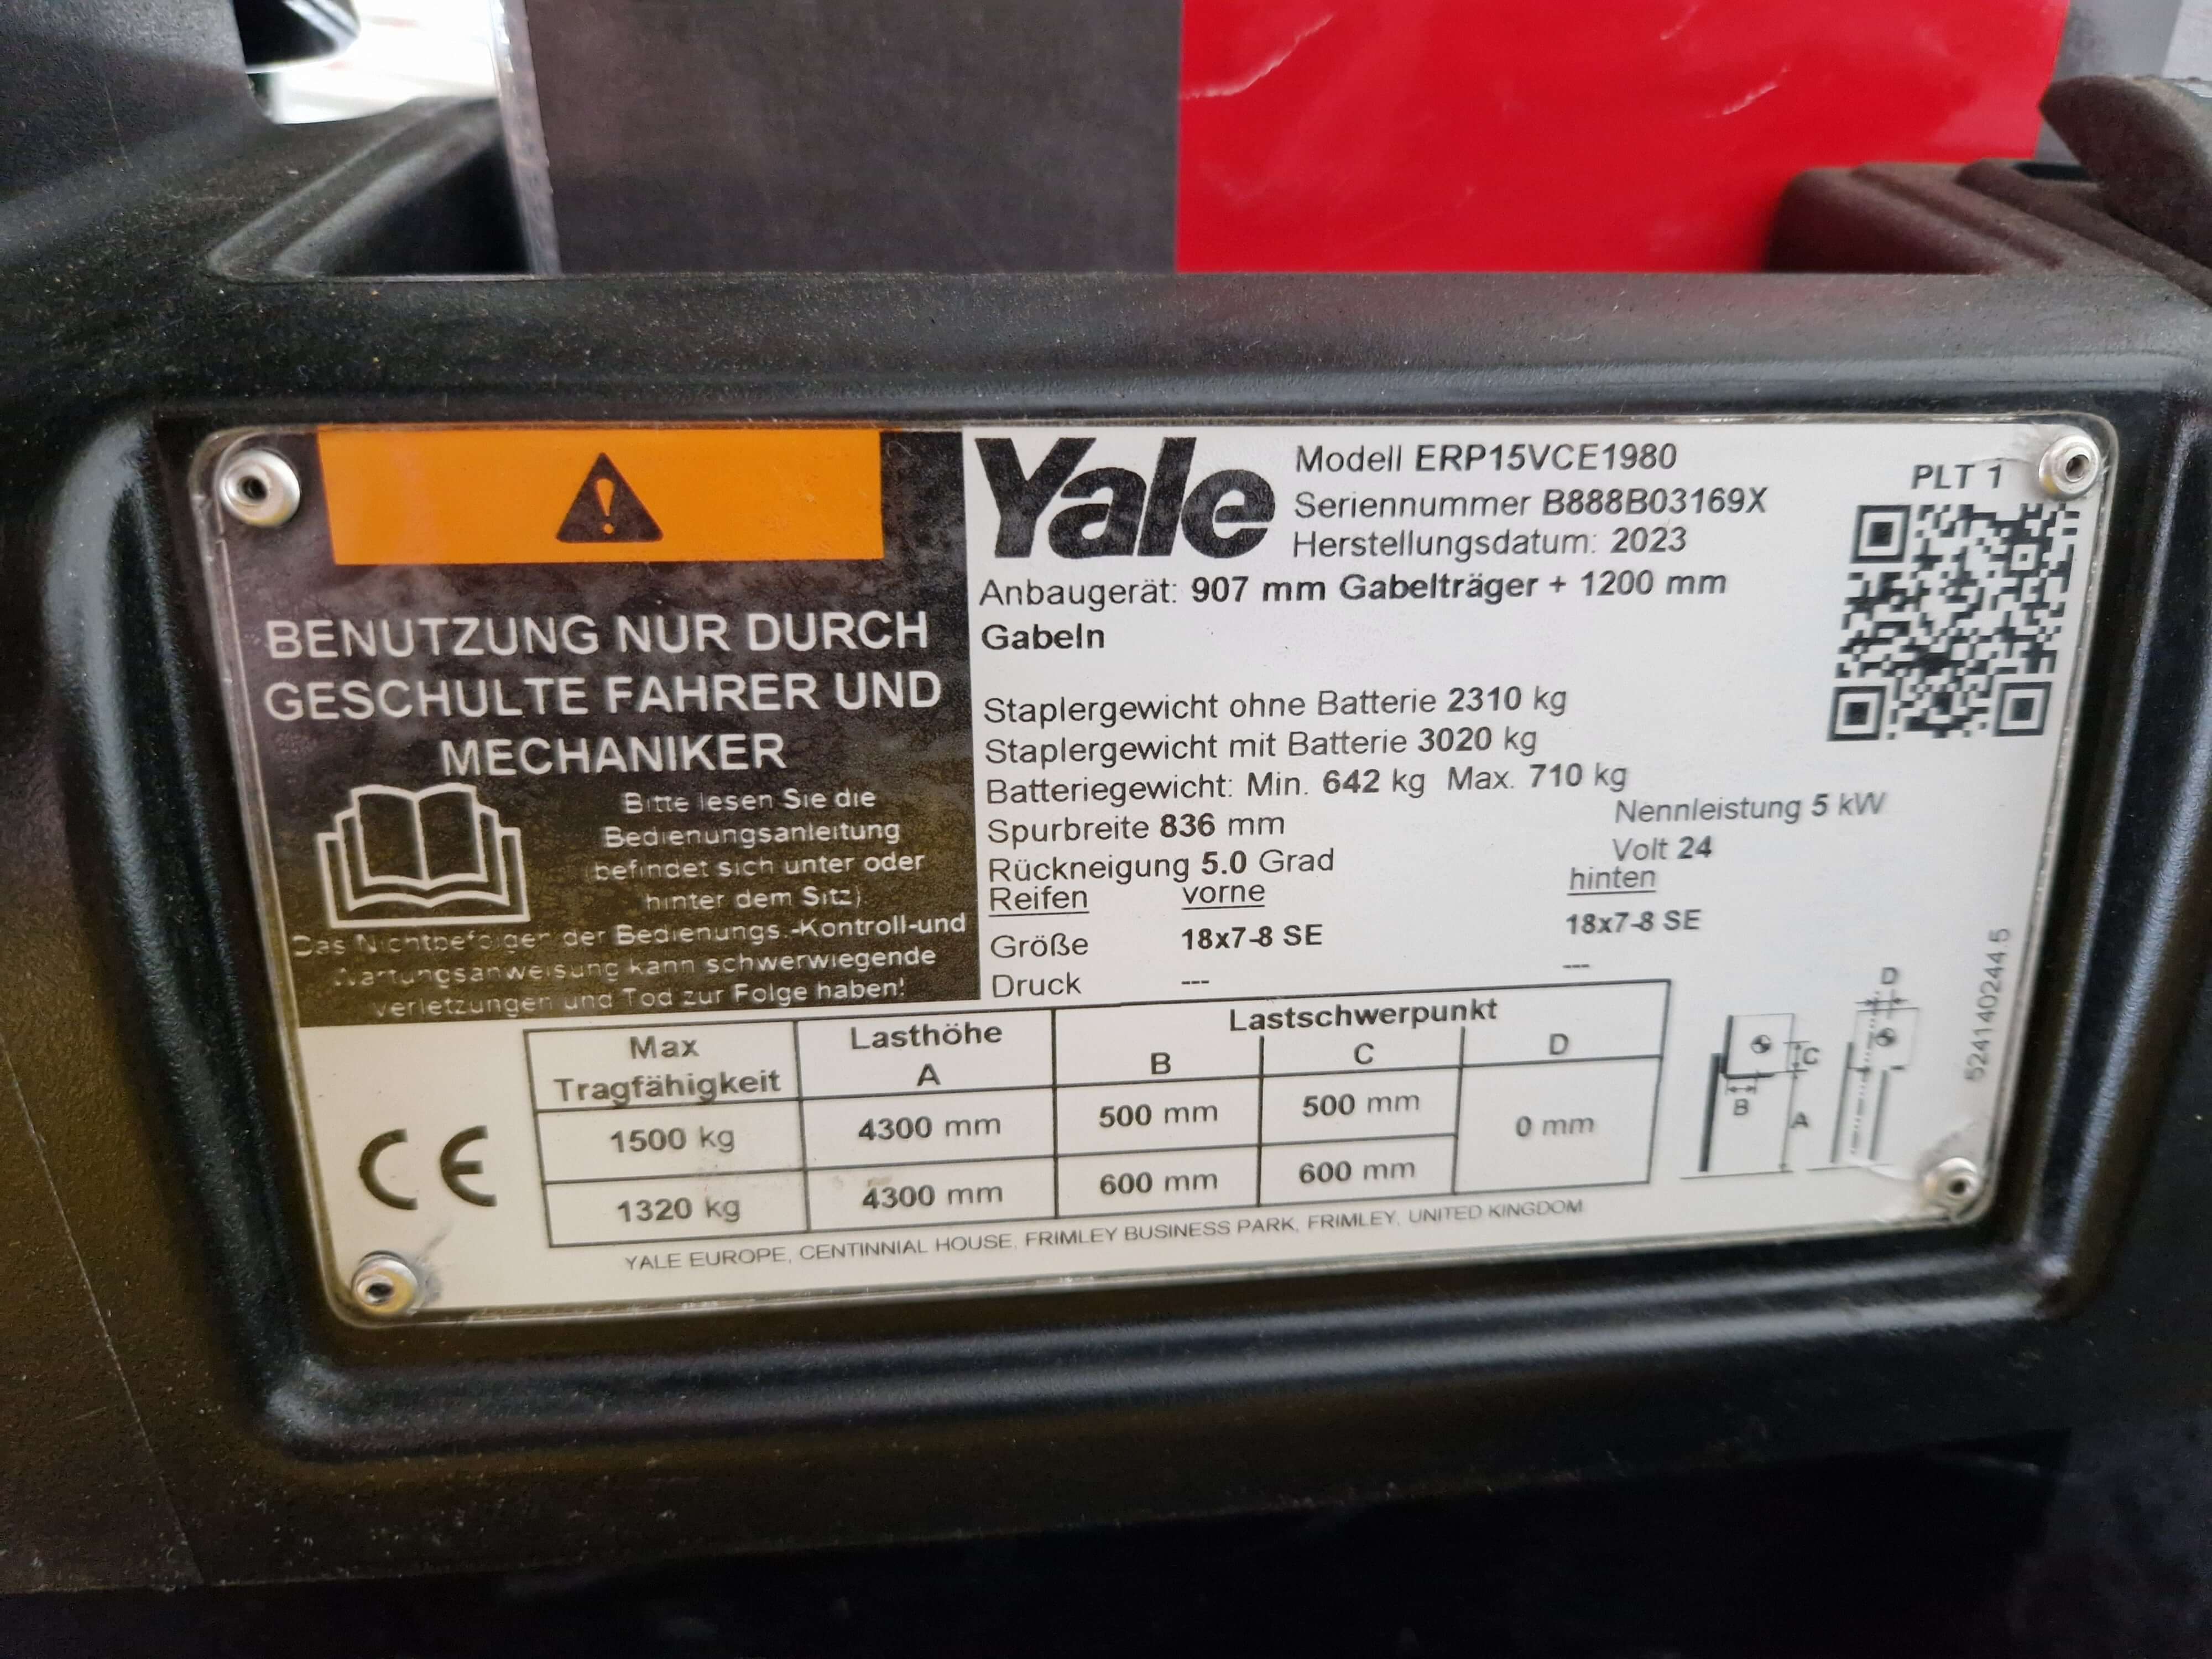 BENUTZUNG NUR DURCH
GESCHULTE FAHRER UND
MECHANIKER
Bitte lesen Sie die
Bedienungsanleitung
(befindet sich unter oder
hinter dem Sitz).
Das Nichtbefolgen der Bedienungs.-Kontroll-und
Wartungsanweisung kann schwerwiegende
verletzungen und Tod zur Folge haben!
Yale
Modell ERP15VCE1980
Seriennummer B888B03169X
Herstellungsdatum: 2023
PLT 1
Anbaugerät: 907 mm Gabelträger + 1200 mm
Gabeln
Staplergewicht ohne Batterie 2310 kg
Staplergewicht mit Batterie 3020 kg
Batteriegewicht: Min. 642 kg Max. 710 kg
Spurbreite 836 mm Nennleistung 5 kW
Rückneigung 5.0 Grad Volt 24
Reifen vorne hinten
Größe 18x7-8 SE 18x7-8 SE
Druck --- ---
Max Lasthöhe Lastschwerpunkt
Tragfähigkeit A B C D
1500 kg 4300 mm 500 mm 500 mm 0 mm
1320 kg 4300 mm 600 mm 600 mm
CE
B C A D
524140244 5
YALE EUROPE, CENTINNIAL HOUSE, FRIMLEY BUSINESS PARK, FRIMLEY, UNITED KINGDOM